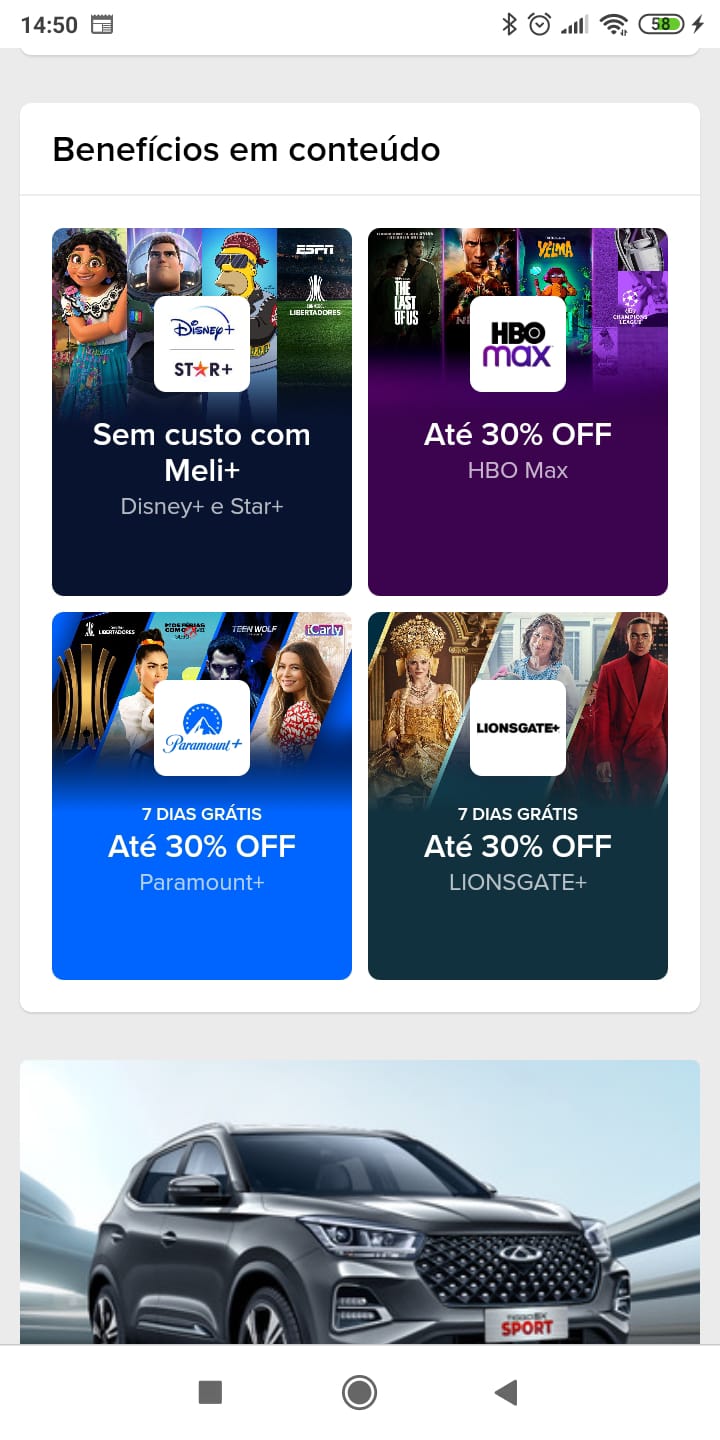 14:50
58
Benefícios em conteúdo
ESPN
LIBERTADORES
Disney+
STAR+
Sem custo com
Meli+
Disney+ e Star+
THE
LAST
OF US
VELMA
CHAMPIONS
LEAGUE
HBO
max
Até 30% OFF
HBO Max
LIBERTADORES
TEEN WOLF
iCarly
Paramount+
7 DIAS GRÁTIS
Até 30% OFF
Paramount+
LIONSGATE+
7 DIAS GRÁTIS
Até 30% OFF
LIONSGATE+
TIGGO 5X
SPORT